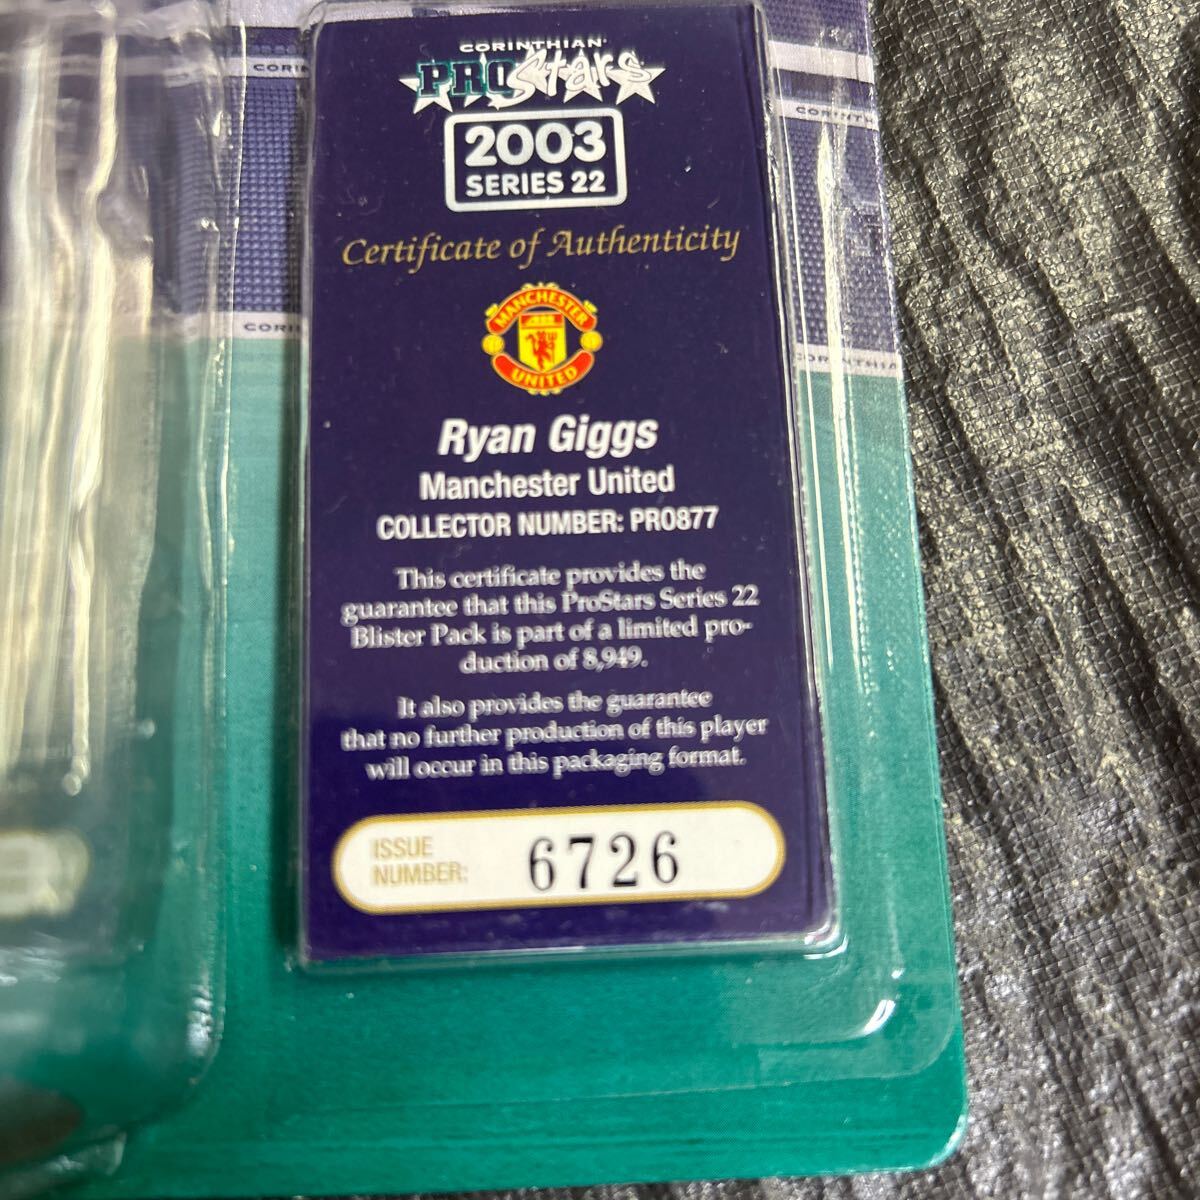 CORINTHIAN
PROStars
2003
SERIES 22
Certificate of Authenticity
MANCHESTER
UNITED
Ryan Giggs
Manchester United
COLLECTOR NUMBER: PRO877
This certificate provides the
guarantee that this ProStars Series 22
Blister Pack is part of a limited pro-
duction of 8,949.
It also provides the guarantee
that no further production of this player
will occur in this packaging format.
ISSUE
NUMBER: 6726
CORINTHIA